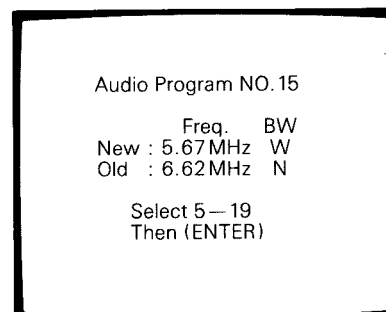 Audio Program NO.15
Freq. BW
New : 5.67MHz W
Old : 6.62MHz N
Select 5—19
Then (ENTER)